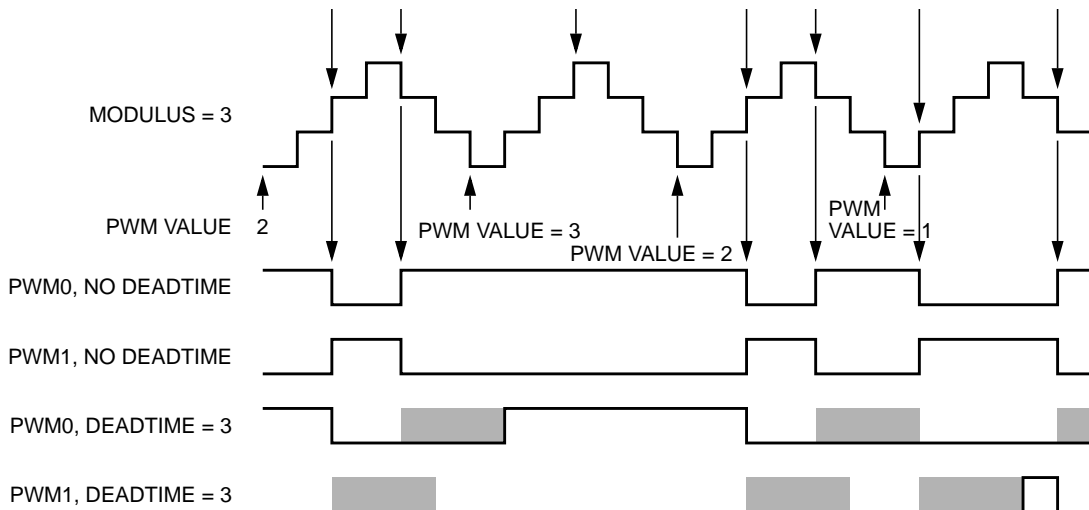 MODULUS = 3
PWM VALUE 2
PWM VALUE = 3
PWM VALUE = 2
PWM
VALUE = 1
PWM0, NO DEADTIME
PWM1, NO DEADTIME
PWM0, DEADTIME = 3
PWM1, DEADTIME = 3